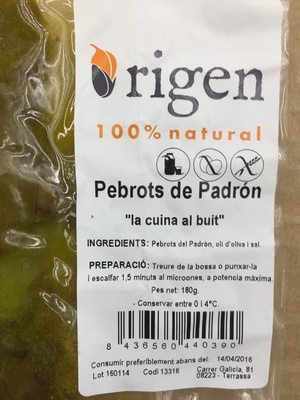 Origen
100% natural
Pebrots de Padrón
"la cuina al buit"
INGREDIENTS: Pebrots del Padrón, oli d'oliva i sal.
PREPARACIÓ: Treure de la bossa o punxar-la
i escalfar 1,5 minuts al microones, a potència màxima.
Pes net: 180g.
- Conservar entre 0 i 4°C.
8 436560 440390
Consumir preferiblement abans del: 14/04/2016
Lot 160114 Codi 13316 Carrer Galicia, 81
08223 - Terrassa